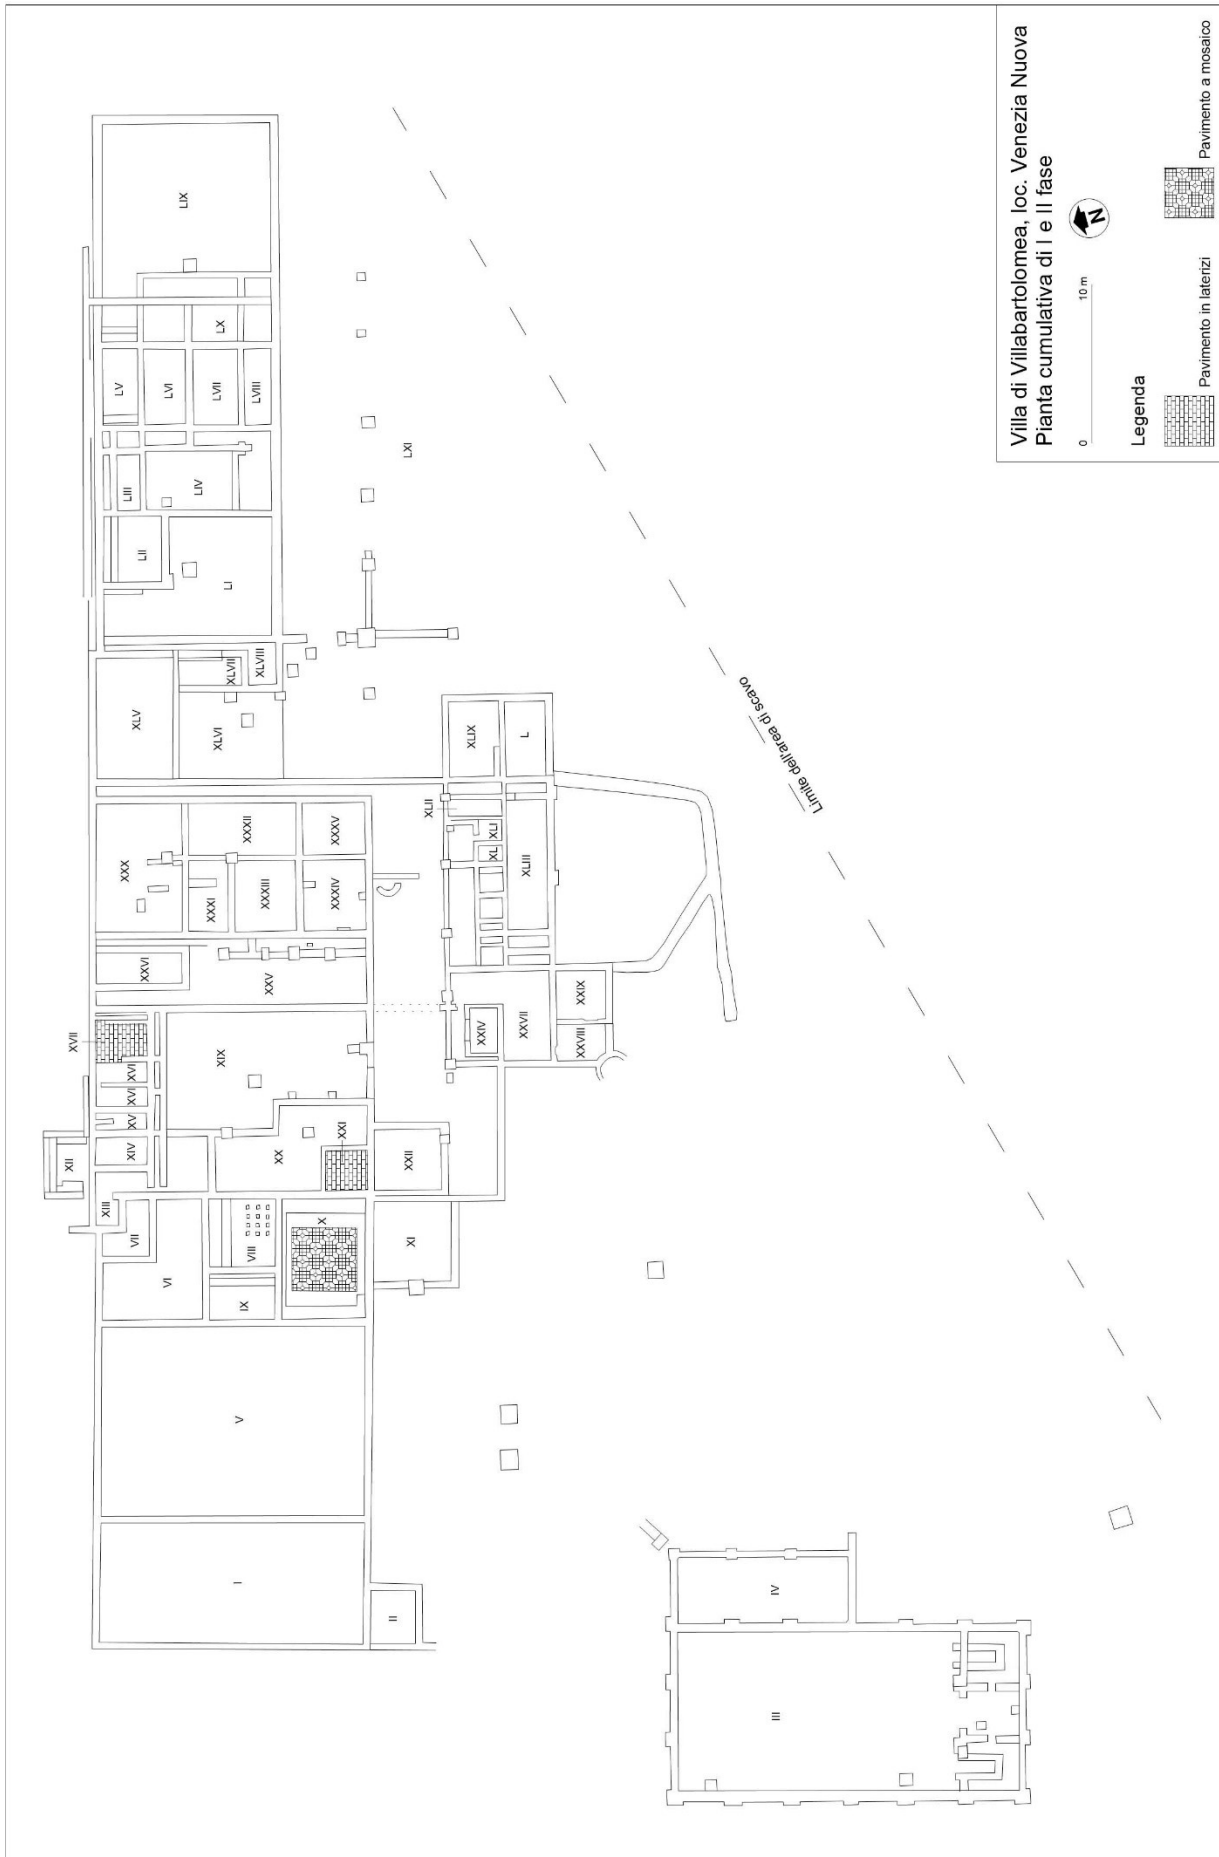 Villa di Villabartolomea, loc. Venezia Nuova
Pianta cumulativa di I e II fase
N
0
10 m
Legenda
Pavimento in laterizi
Pavimento a mosaico
Limite dell'area di scavo
I
II
III
IV
V
VI
VII
VIII
IX
X
XI
XII
XIII
XIV
XV
XVI
XVI
XVII
XIX
XX
XXI
XXII
XXIV
XXV
XXVI
XXVII
XXVIII
XXIX
XXX
XXXI
XXXII
XXXIII
XXXIV
XXXV
XL
XLI
XLII
XLIII
XLV
XLVI
XLVII
XLVIII
XLIX
L
LI
LII
LIII
LIV
LV
LVI
LVII
LVIII
LIX
LX
LXI